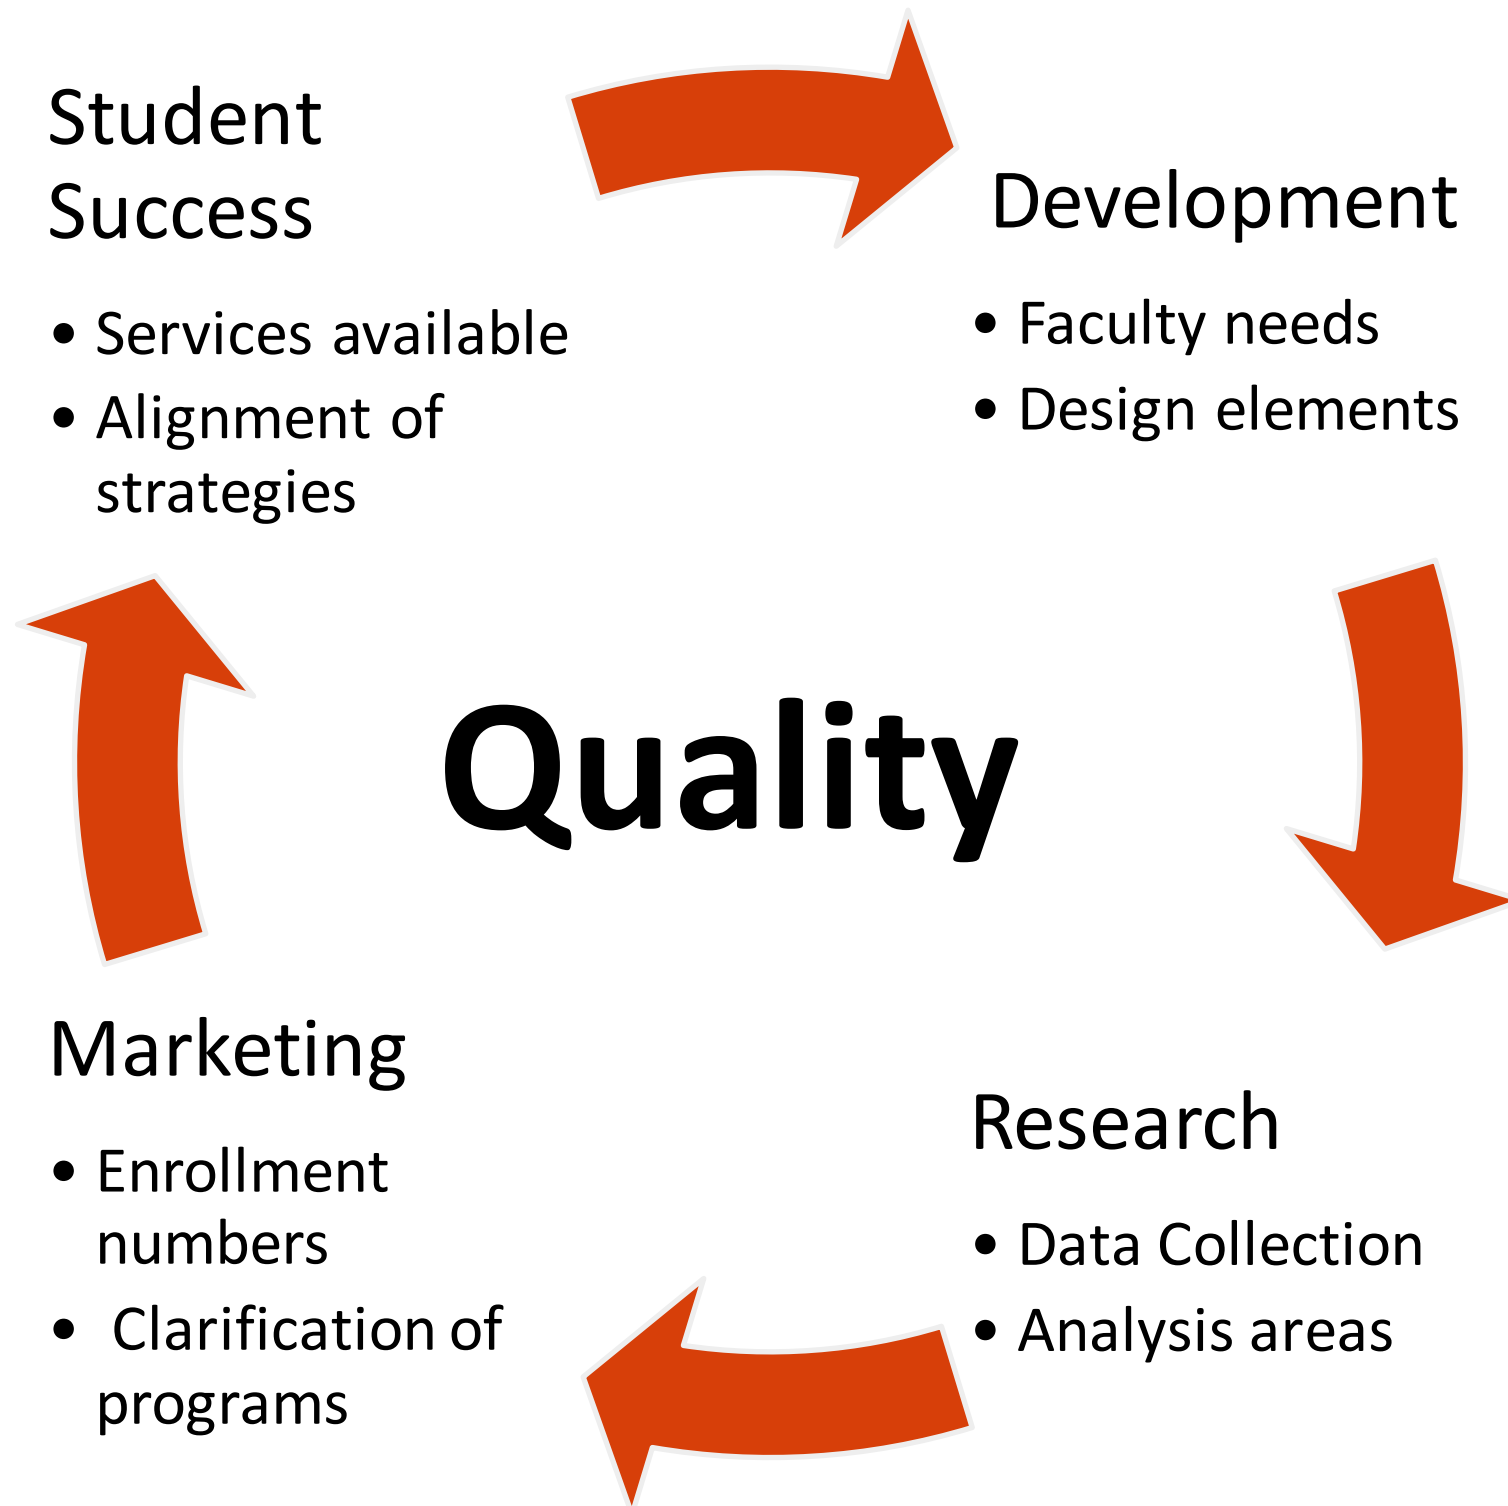 Student
Success
• Services available
• Alignment of
strategies
Development
• Faculty needs
• Design elements
Quality
Marketing
• Enrollment
numbers
• Clarification of
programs
Research
• Data Collection
• Analysis areas